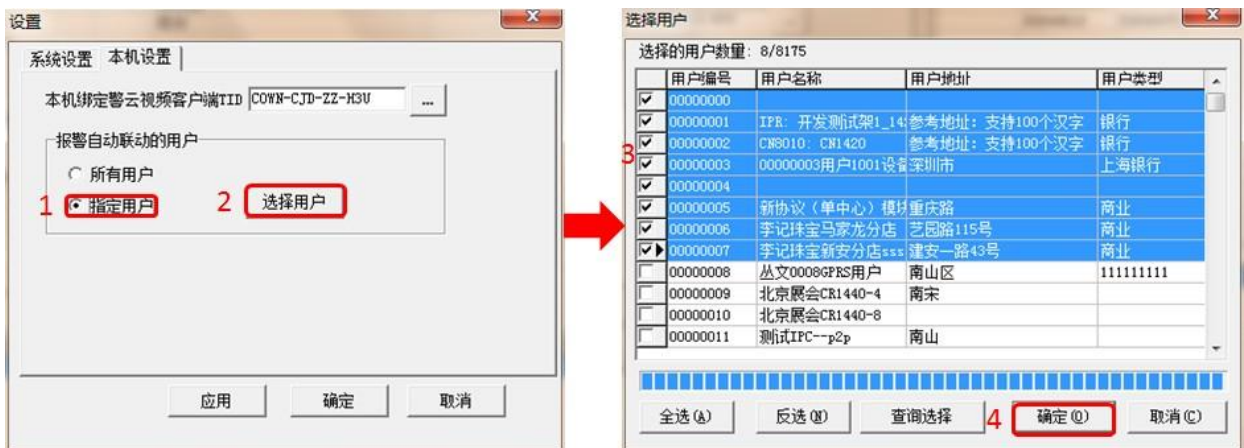 设置
系统设置 本机设置
本机绑定警云视频客户端TID COWN-CJD-ZZ-H3U ...
报警自动联动的用户
所有用户
1 指定用户 2 选择用户
应用 确定 取消
选择用户
选择的用户数量: 8/8175
用户编号 用户名称 用户地址 用户类型
00000000
00000001 IPR: 开发测试架1_14 参考地址: 支持100个汉字 银行
00000002 CN8010: CN1420 参考地址: 支持100个汉字 银行
3 00000003 00000003用户1001设备 深圳市 上海银行
00000004
00000005 新协议（单中心）模块 重庆路 商业
00000006 李记珠宝马家龙分店 艺园路115号 商业
00000007 李记珠宝新安分店sss 建安一路43号 商业
00000008 丛文0008GPRS用户 南山区 111111111
00000009 北京展会CR1440-4 南宋
00000010 北京展会CR1440-8
00000011 测试IPC--p2p 南山
全选(A) 反选(N) 查询选择 4 确定(O) 取消(C)